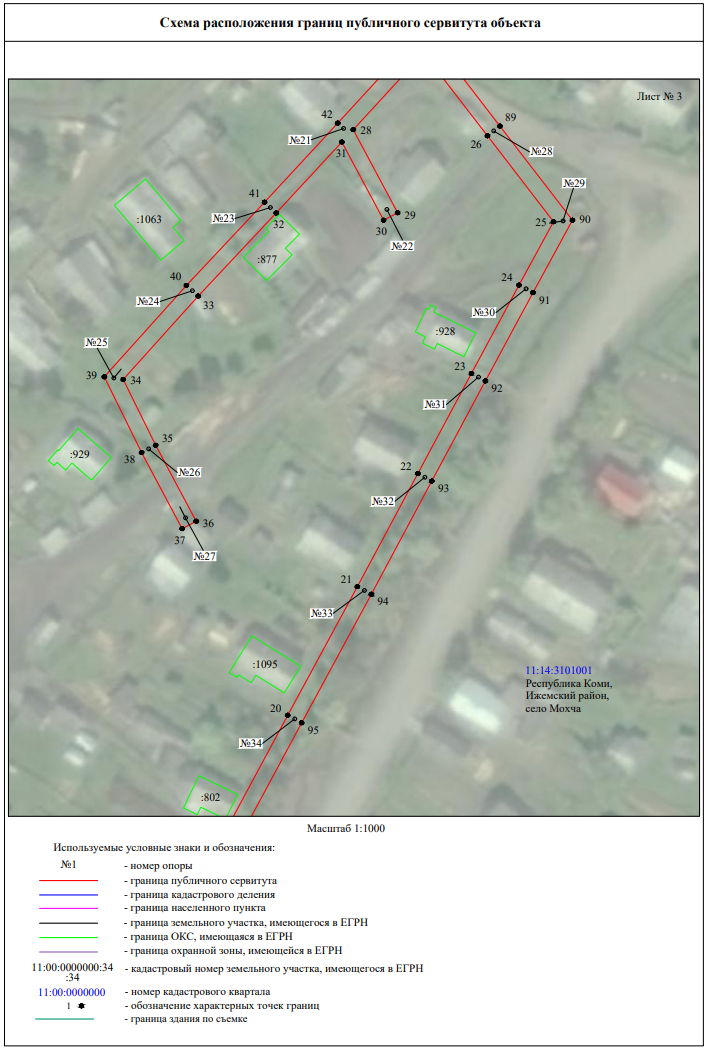 Схема расположения границ публичного сервитута объекта
Лист № 3
42
28
№21
31
89
26
№28
№29
41
32
№23
:1063
:877
29
30
№22
25
90
40
33
№24
24
91
№30
:928
№25
39
34
23
92
№31
35
38
:929
№26
22
93
№32
36
37
№27
21
94
№33
:1095
11:14:3101001
Республика Коми,
Ижемский район,
село Мохча
20
95
№34
:802
Масштаб 1:1000
Используемые условные знаки и обозначения:
№1 - номер опоры
- граница публичного сервитута
- граница кадастрового деления
- граница населенного пункта
- граница земельного участка, имеющегося в ЕГРН
- граница ОКС, имеющаяся в ЕГРН
- граница охранной зоны, имеющейся в ЕГРН
11:00:0000000:34 - кадастровый номер земельного участка, имеющегося в ЕГРН
:34
11:00:0000000 - номер кадастрового квартала
1 - обозначение характерных точек границ
- граница здания по съемке